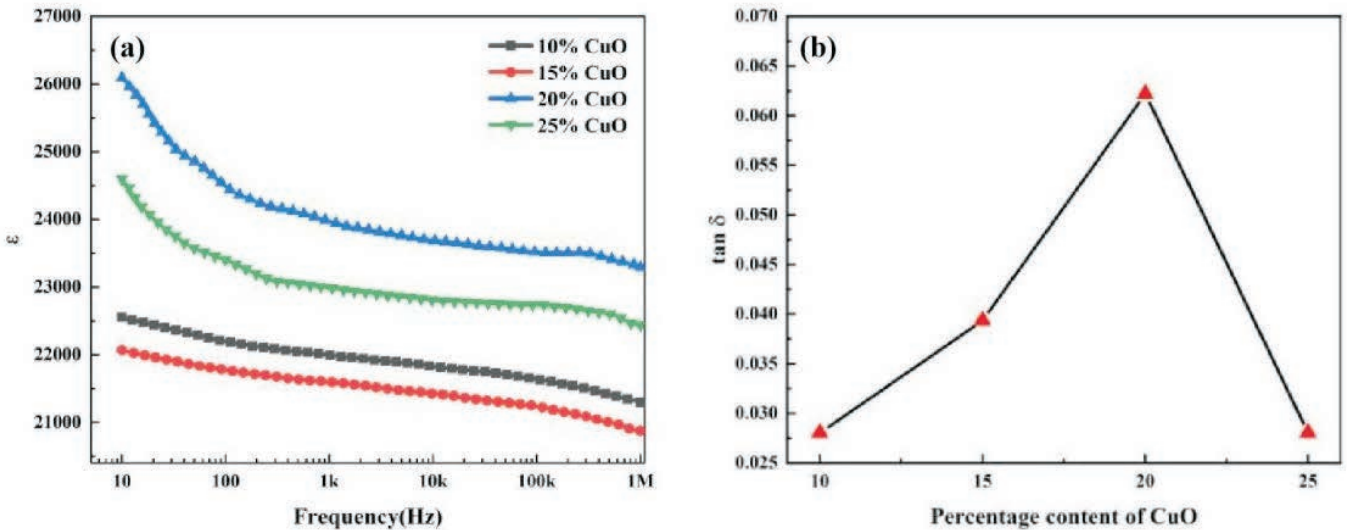 (a)
27000
26000
25000
24000
23000
22000
21000
ε
10% CuO
15% CuO
20% CuO
25% CuO
10 100 1k 10k 100k 1M
Frequency(Hz)
(b)
0.070
0.065
0.060
0.055
0.050
0.045
0.040
0.035
0.030
0.025
tan δ
10 15 20 25
Percentage content of CuO